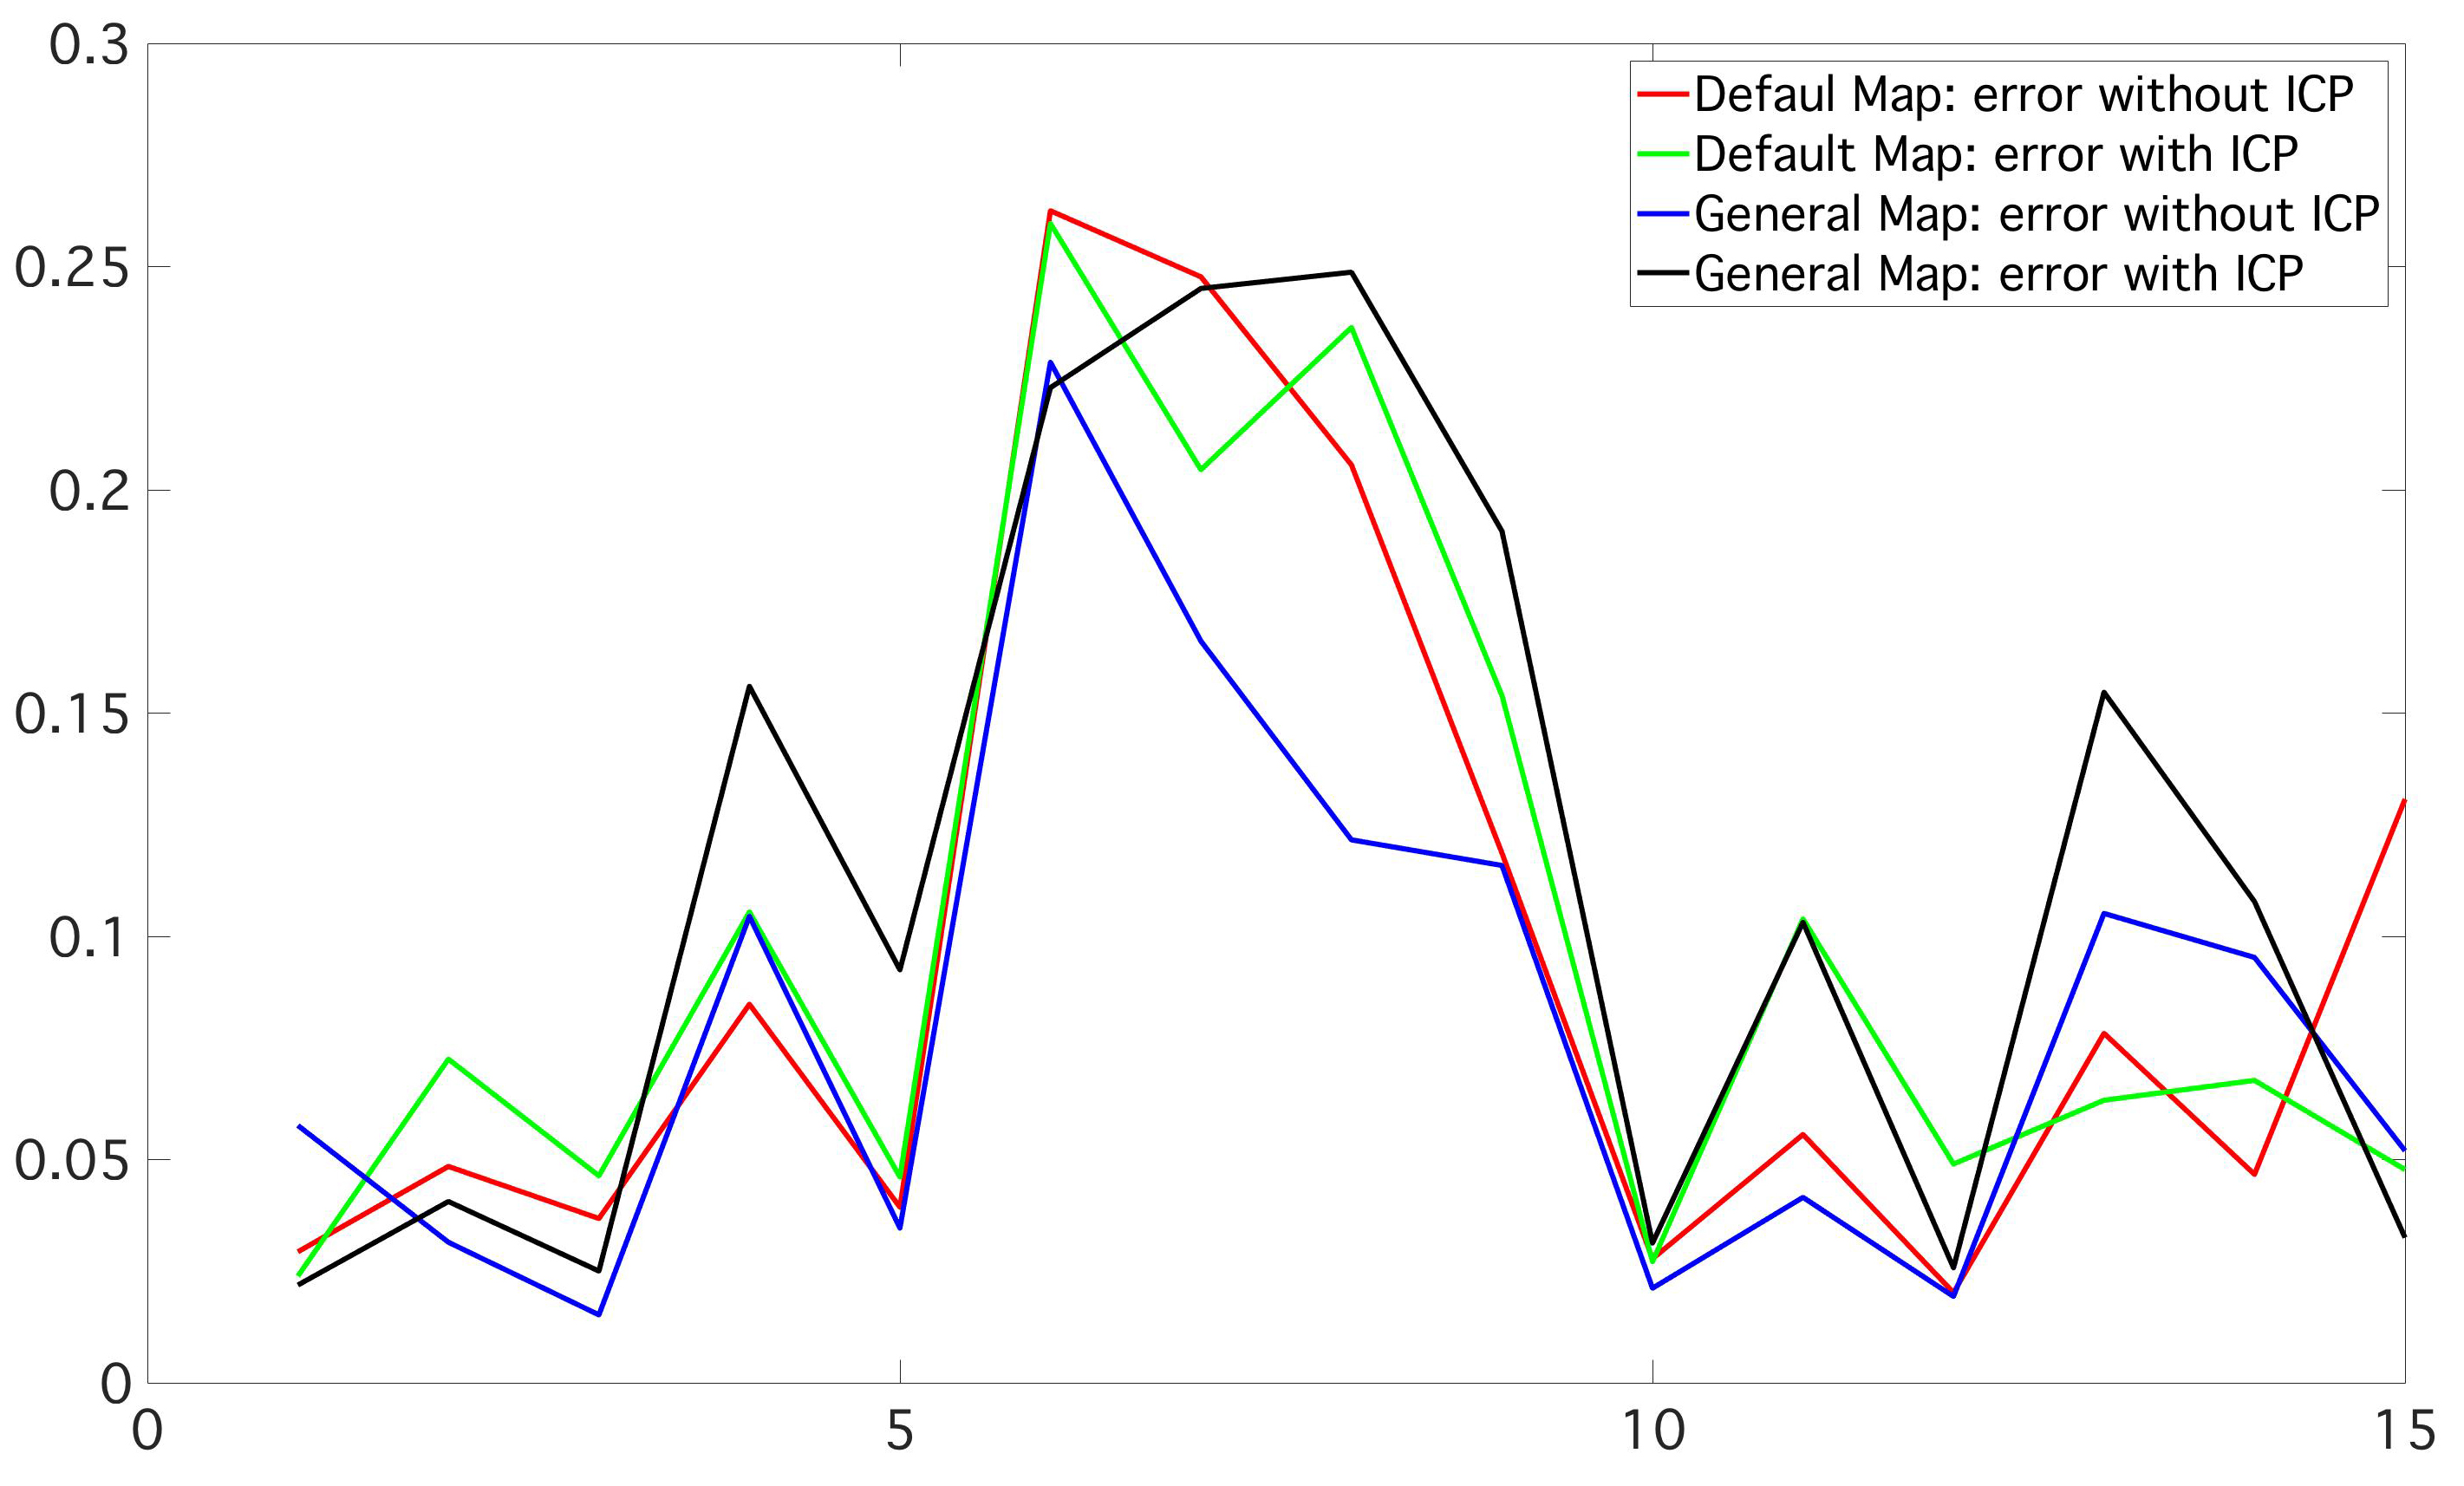 0.3
0.25
0.2
0.15
0.1
0.05
0
0 5 10 15
Defaul Map: error without ICP
Default Map: error with ICP
General Map: error without ICP
General Map: error with ICP